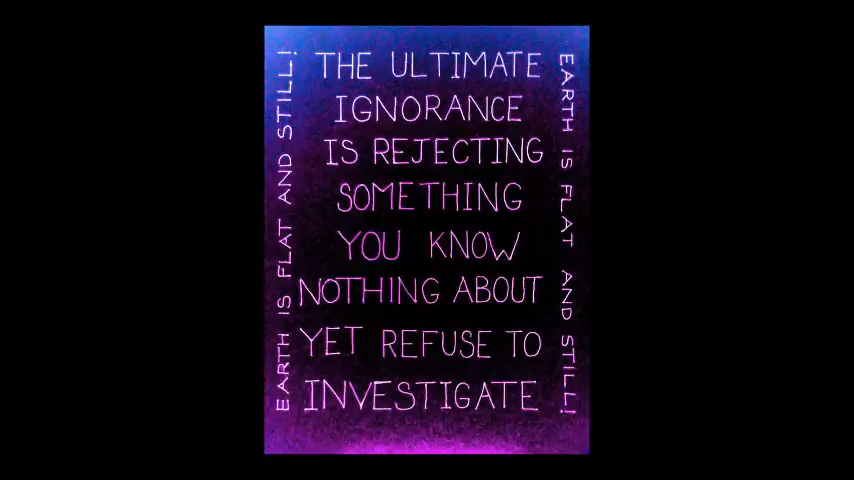 EARTH IS FLAT AND STILL!
THE ULTIMATE
IGNORANCE
IS REJECTING
SOMETHING
YOU KNOW
NOTHING ABOUT
YET REFUSE TO
INVESTIGATE
EARTH IS FLAT AND STILL!